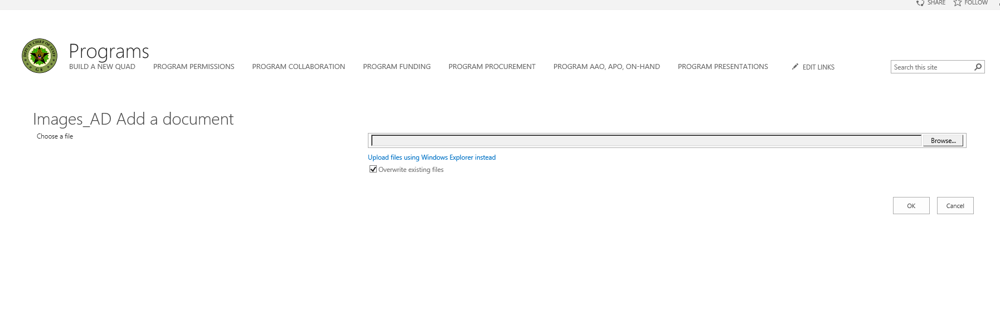 SHARE FOLLOW
DEPUTY CHIEF OF STAFF
G 8
Programs
BUILD A NEW QUAD PROGRAM PERMISSIONS PROGRAM COLLABORATION PROGRAM FUNDING PROGRAM PROCUREMENT PROGRAM AAO, APO, ON-HAND PROGRAM PRESENTATIONS EDIT LINKS Search this site
Images_AD Add a document
Choose a file Browse...
Upload files using Windows Explorer instead
Overwrite existing files
OK Cancel